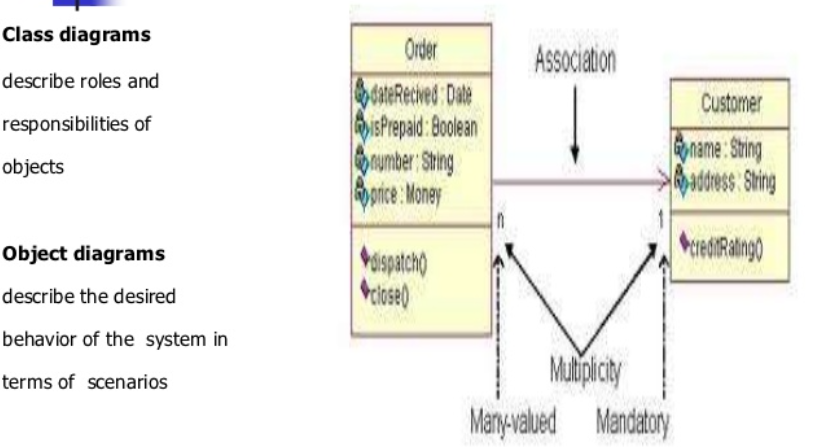 Class diagrams
describe roles and
responsibilities of
objects
Object diagrams
describe the desired
behavior of the system in
terms of scenarios
Order
dateRecived : Date
isPrepaid : Boolean
number : String
price : Money
dispatch()
close()
Association
n
1
Multiplicity
Many-valued
Mandatory
Customer
name : String
address : String
creditRating()